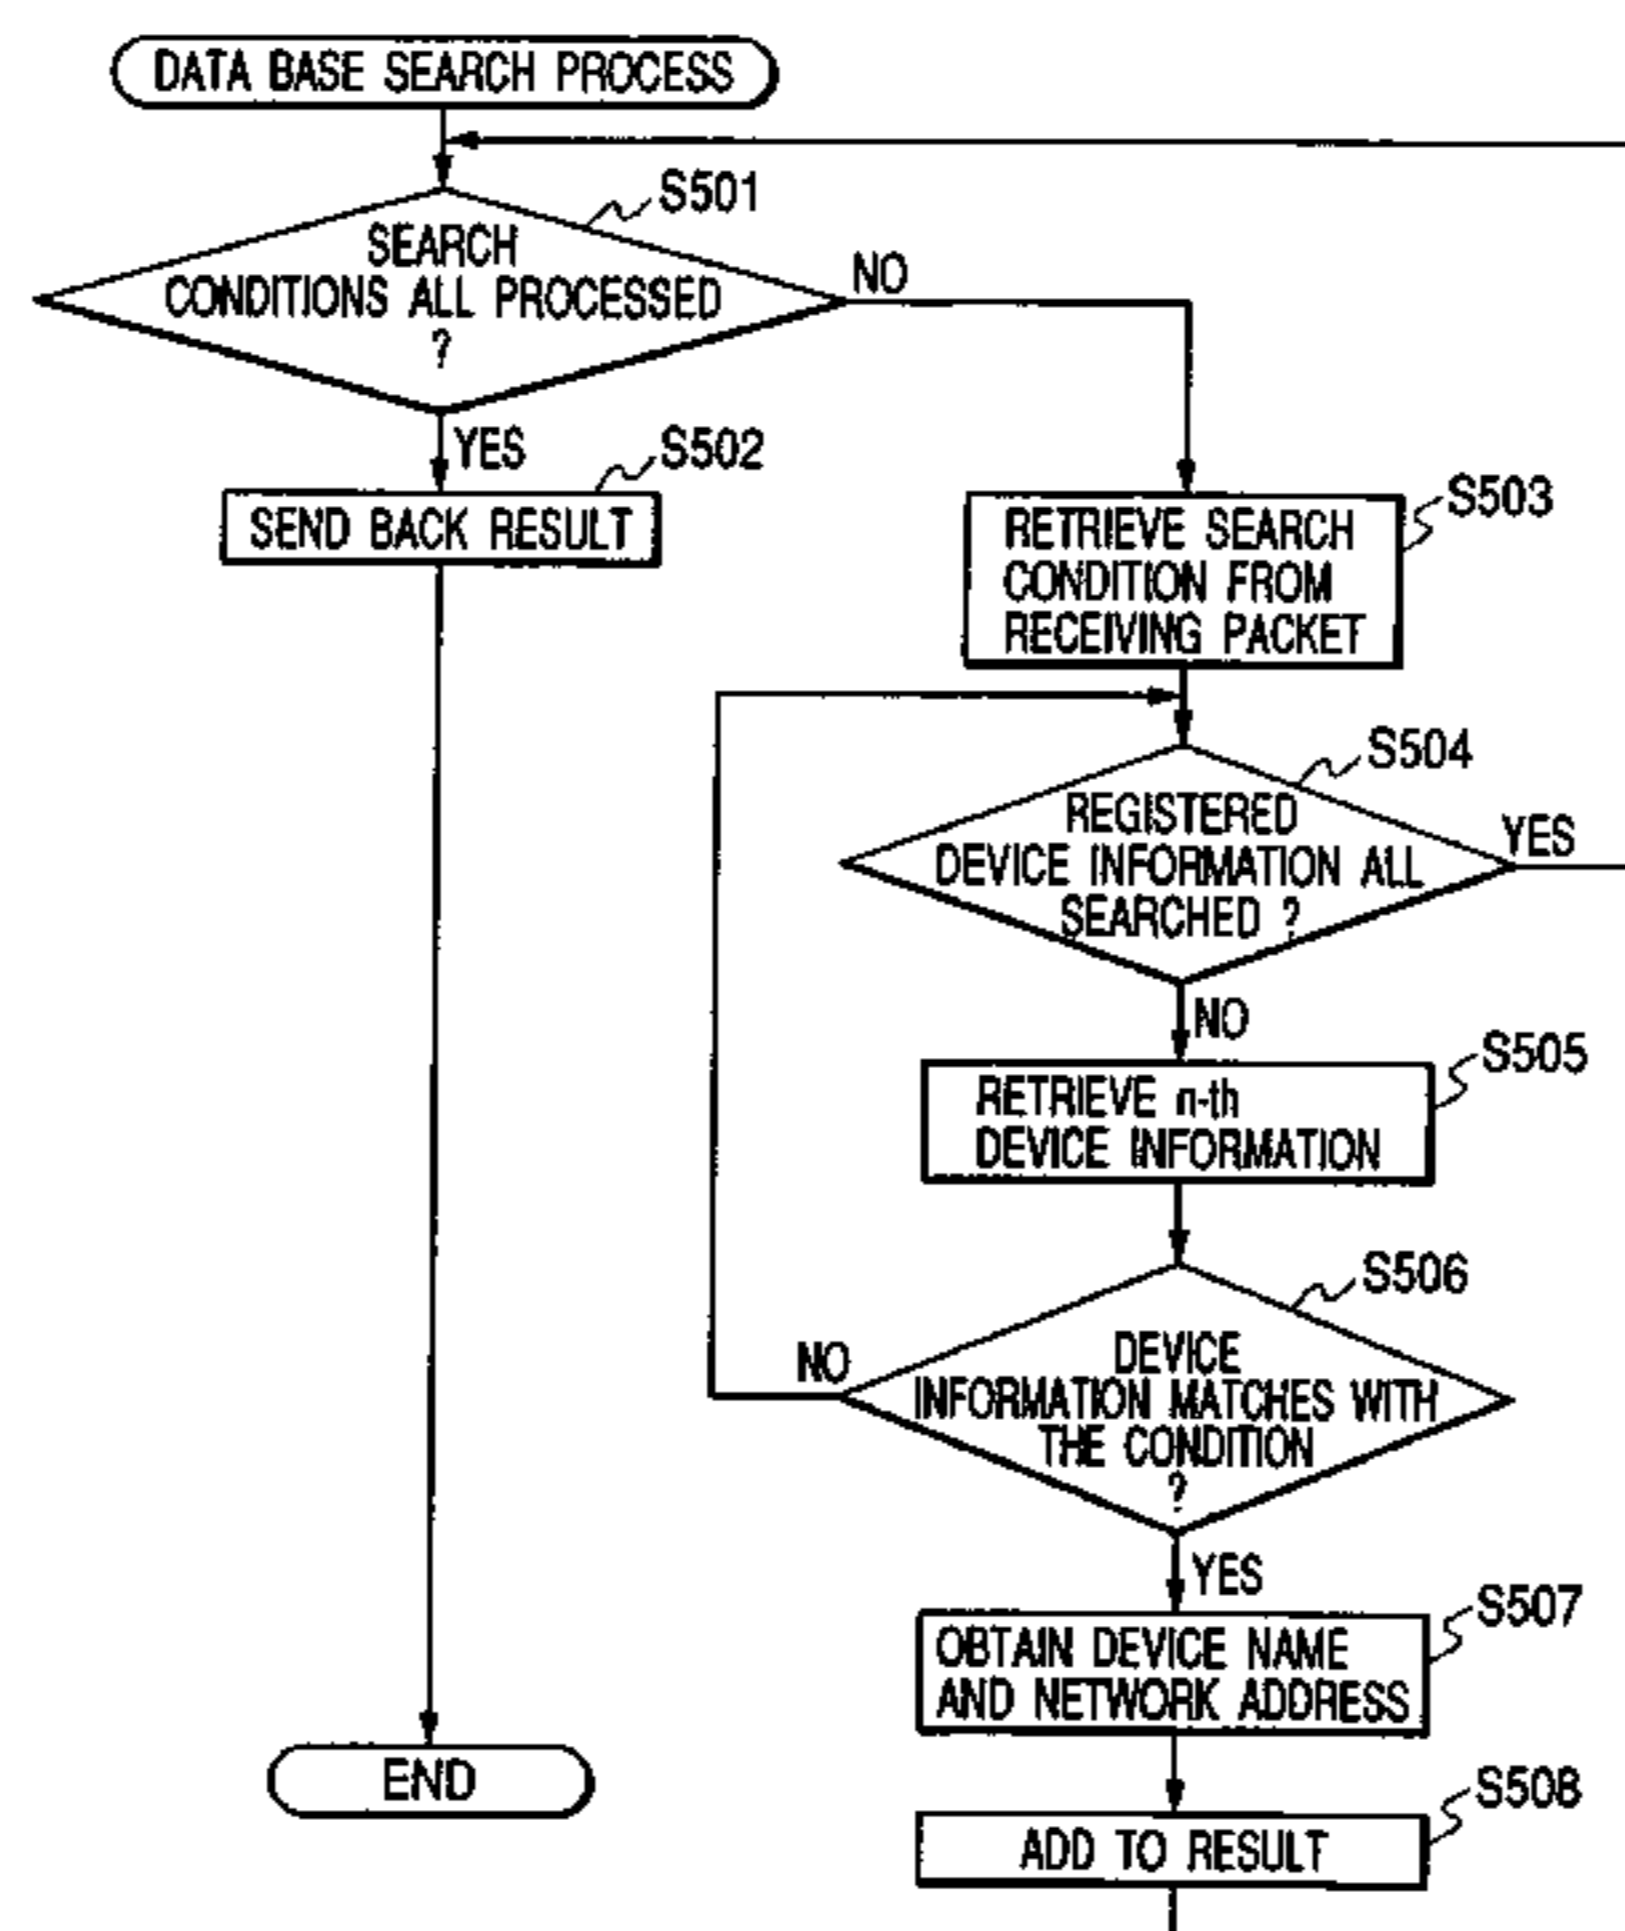 DATA BASE SEARCH PROCESS
S501
SEARCH
CONDITIONS ALL PROCESSED
?
NO
YES
S502
SEND BACK RESULT
S503
RETRIEVE SEARCH
CONDITION FROM
RECEIVING PACKET
S504
REGISTERED
DEVICE INFORMATION ALL
SEARCHED ?
YES
NO
S505
RETRIEVE n-th
DEVICE INFORMATION
S506
DEVICE
INFORMATION MATCHES WITH
THE CONDITION
?
NO
YES
S507
OBTAIN DEVICE NAME
AND NETWORK ADDRESS
S508
ADD TO RESULT
END